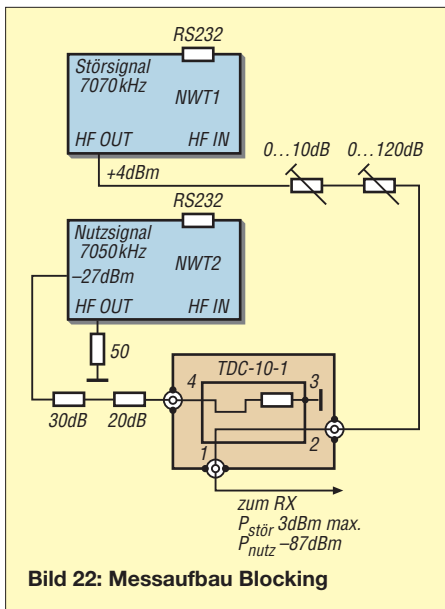 RS232
Störsignal
7070kHz
NWT1
HF OUT HF IN
+4dBm
0...10dB 0...120dB
RS232
Nutzsignal
7050kHz
–27dBm
NWT2
HF OUT HF IN
50
TDC-10-1
4 3
30dB 20dB
2
1
zum RX
Pstör 3dBm max.
Pnutz –87dBm
Bild 22: Messaufbau Blocking